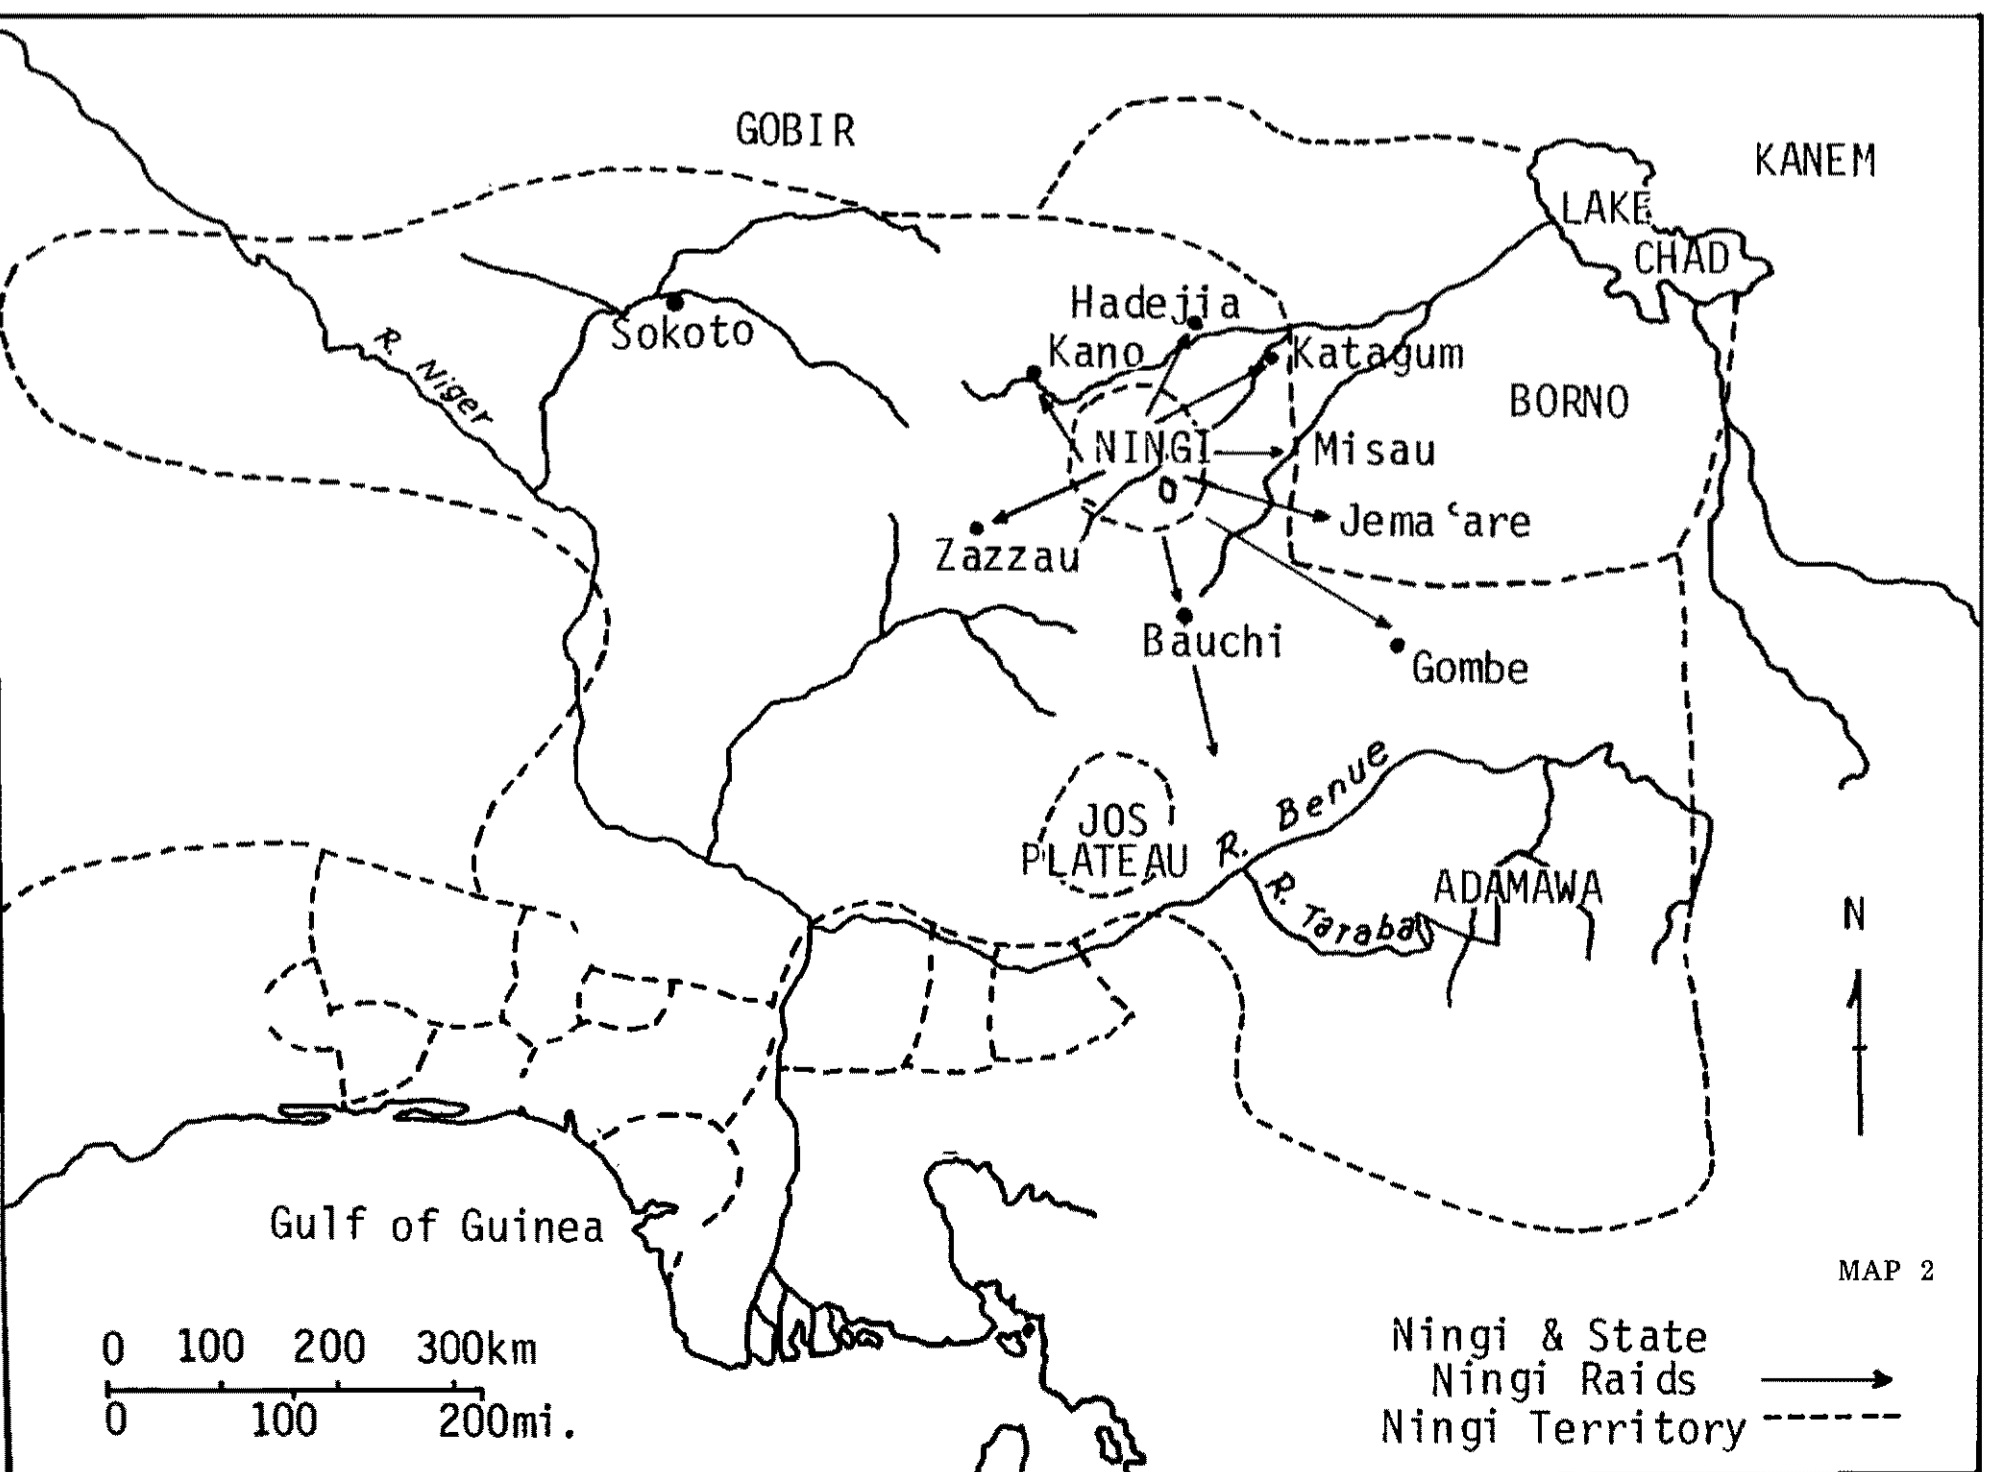 GOBIR
KANEM
LAKE
CHAD
Hadejia
Sokoto
Kano
Katagum
R. Niger
BORNO
NINGI
Misau
Jemaʿare
Zazzau
Bauchi
Gombe
R. Benue
JOS
PLATEAU
ADAMAWA
R. Taraba
N
Gulf of Guinea
MAP 2
0 100 200 300km
0 100 200mi.
Ningi & State
Ningi Raids
Ningi Territory